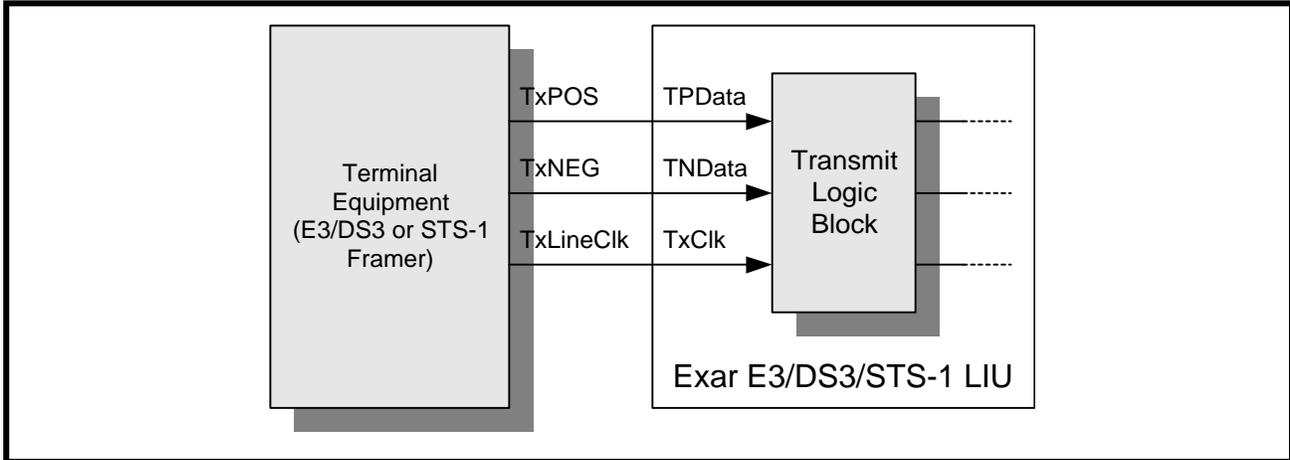 TxPOS TPData
TxNEG TNData
TxLineClk TxClk
Terminal
Equipment
(E3/DS3 or STS-1
Framer)
Transmit
Logic
Block
Exar E3/DS3/STS-1 LIU